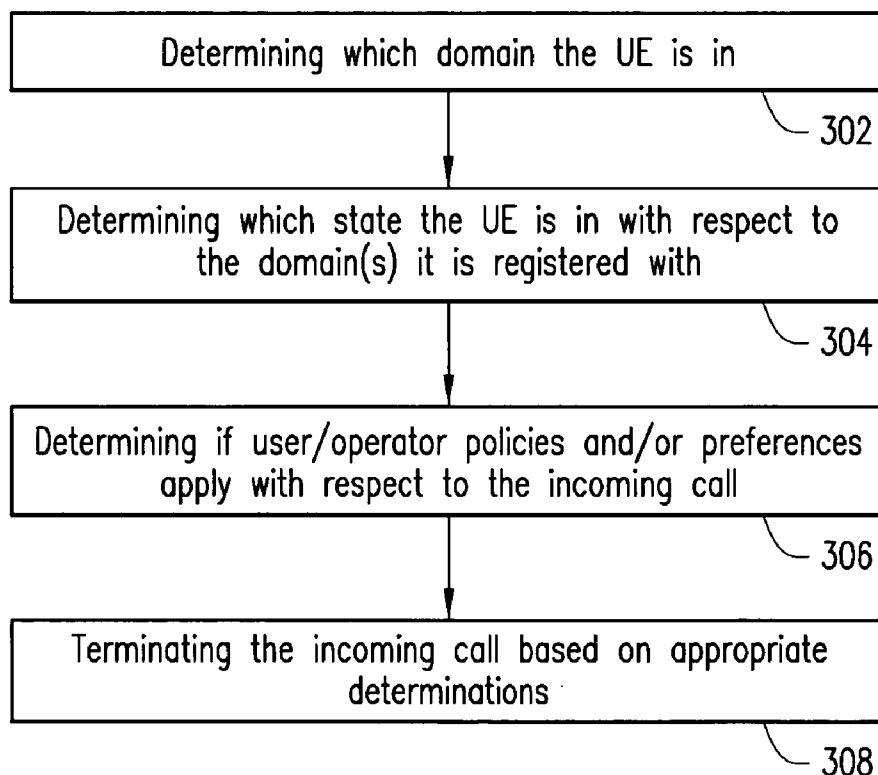 Determining which domain the UE is in
302
Determining which state the UE is in with respect to
the domain(s) it is registered with
304
Determining if user/operator policies and/or preferences
apply with respect to the incoming call
306
Terminating the incoming call based on appropriate
determinations
308